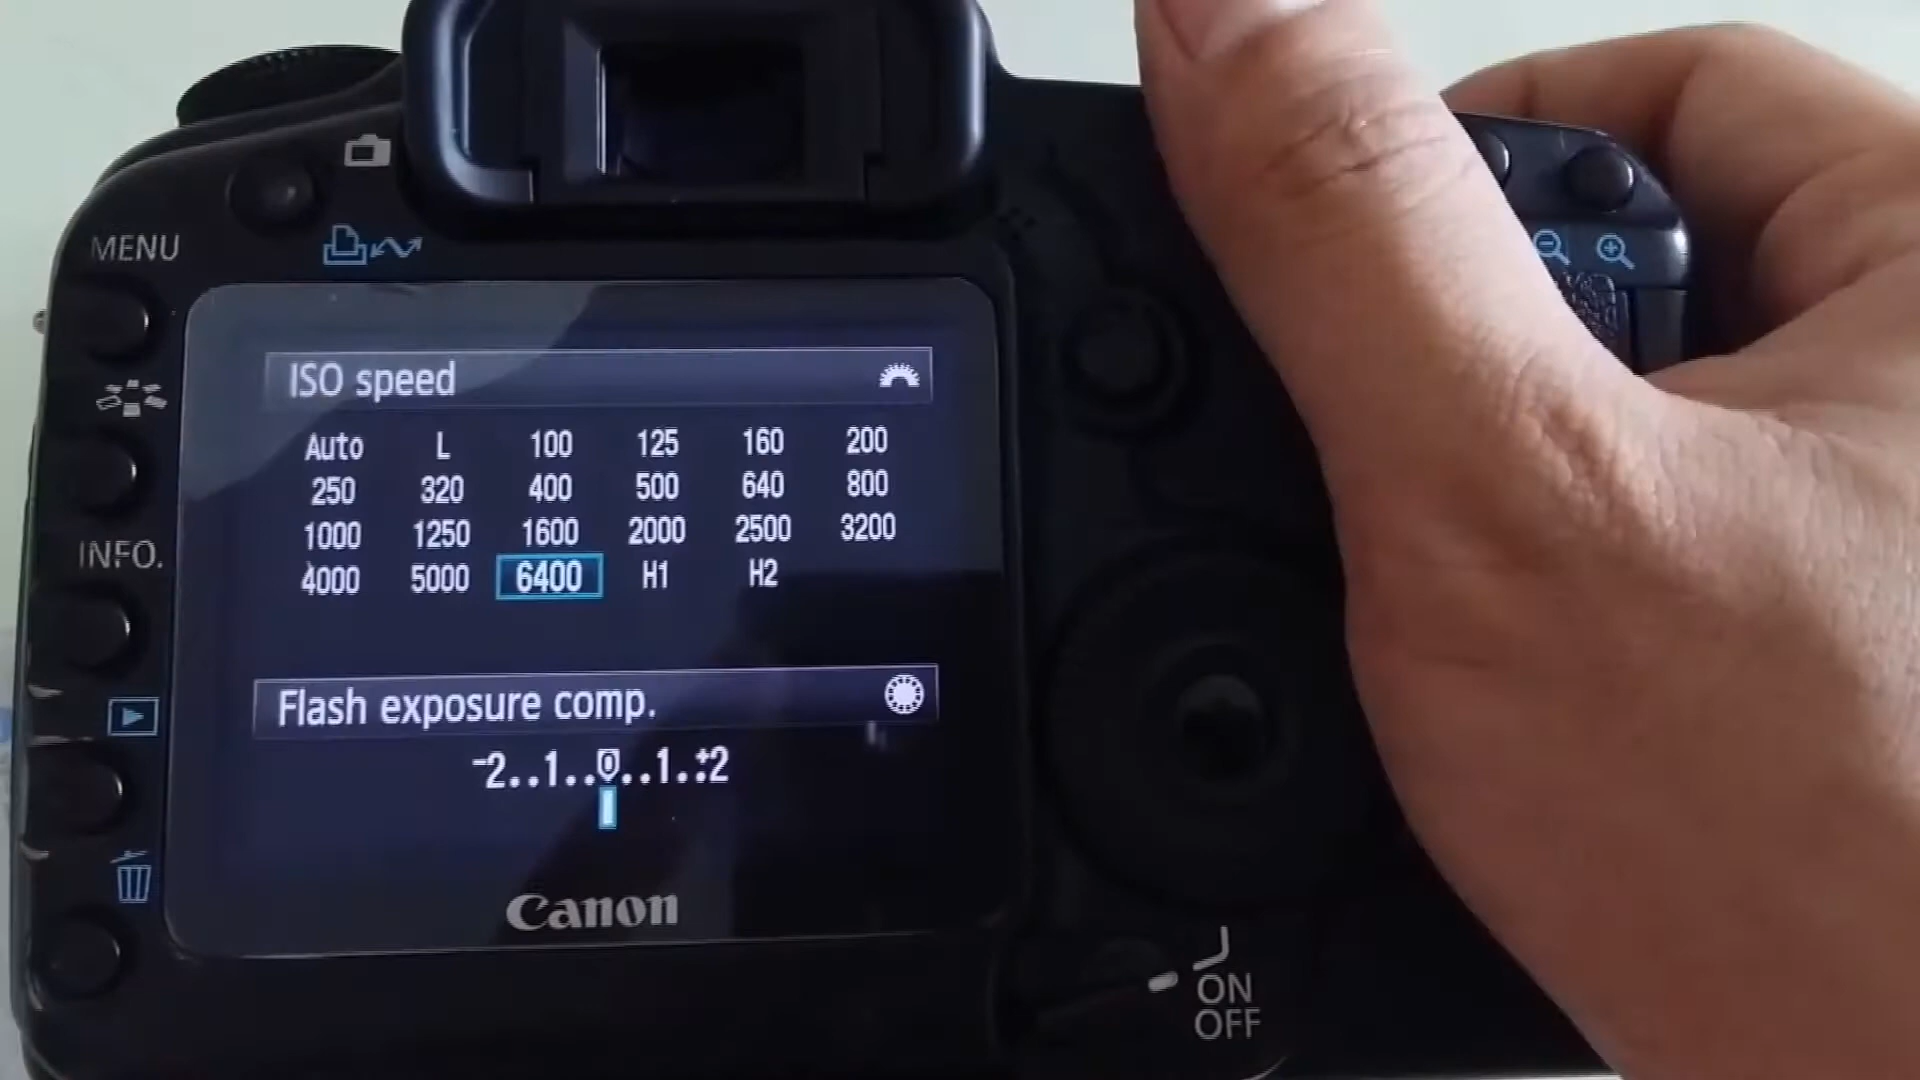 MENU
ISO speed
Auto L 100 125 160 200
250 320 400 500 640 800
1000 1250 1600 2000 2500 3200
4000 5000 6400 H1 H2
INFO.
Flash exposure comp.
-2..1..0..1..+2
Canon
ON
OFF